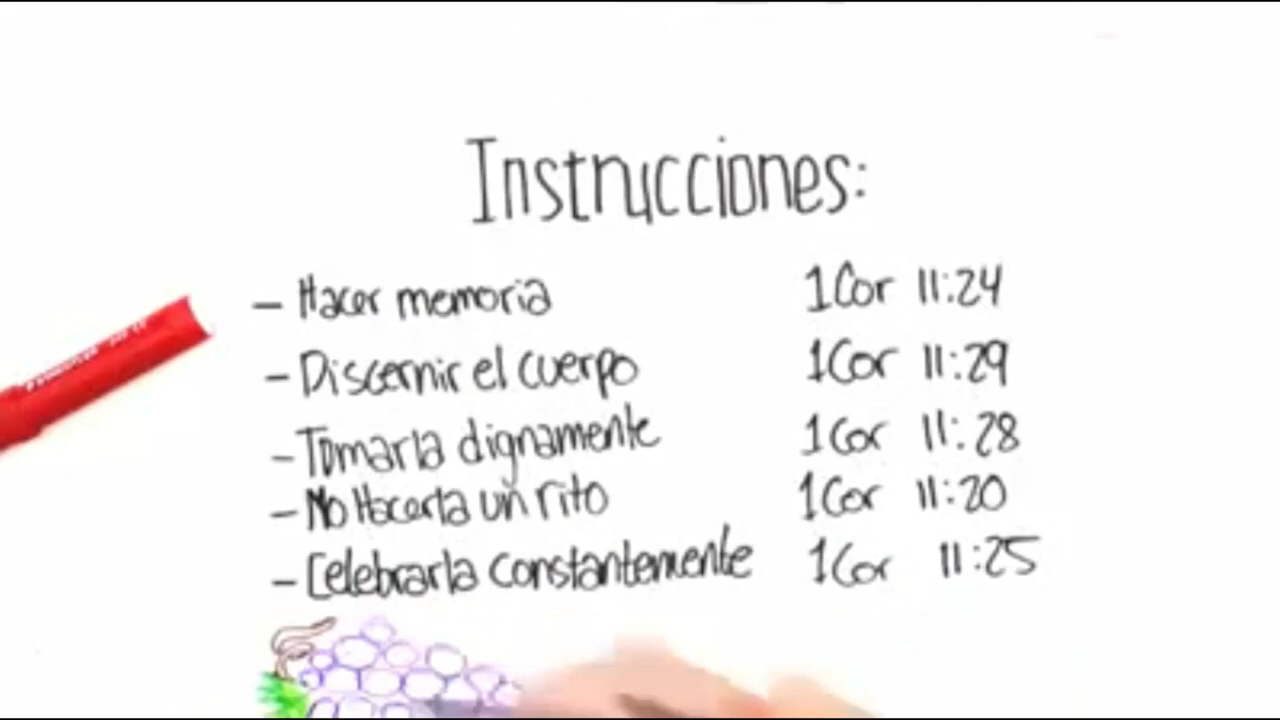 Instrucciones:
- Hacer memoria 1Cor 11:24
- Discernir el cuerpo 1Cor 11:29
- Tomarla dignamente 1Cor 11:28
- No Hacerla un rito 1Cor 11:20
- Celebrarla constantemente 1Cor 11:25